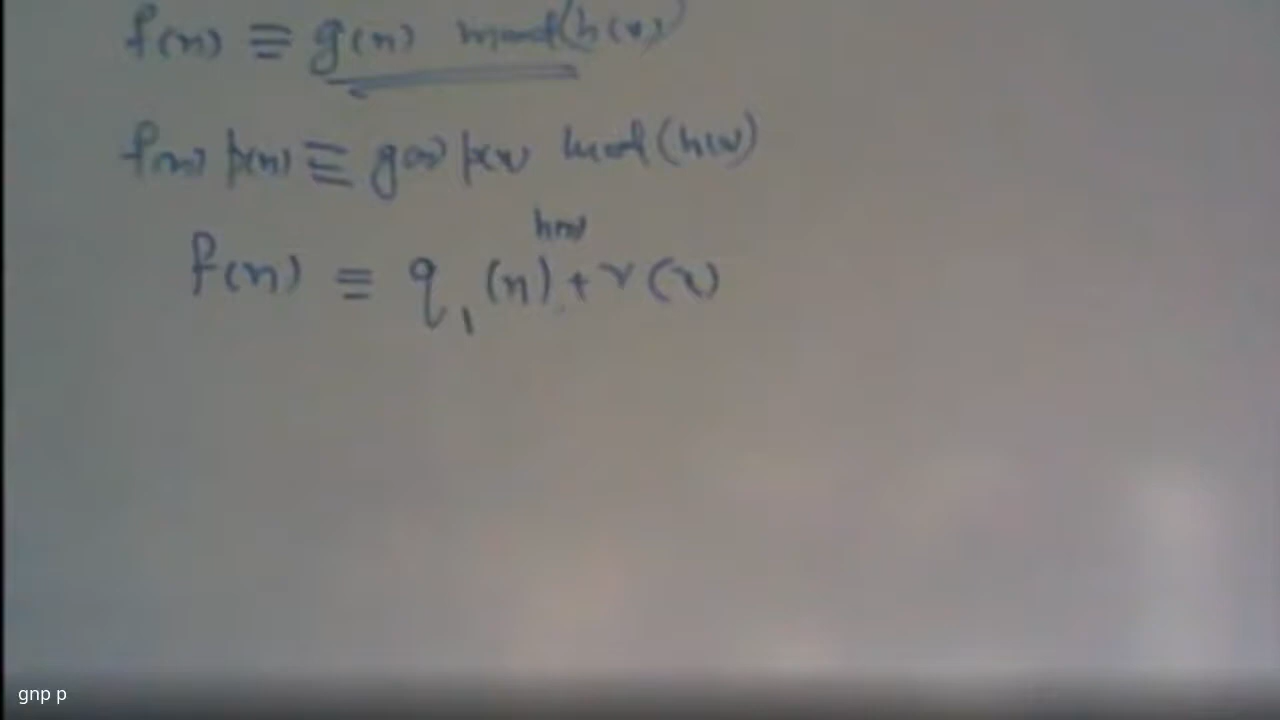 f(x) ≡ g(x) mod(h(x))
f(x) p(x) ≡ g(x) p(x) mod (h(x))
h(x)
f(x) ≡ q₁ (x) + r(x)
gnp p